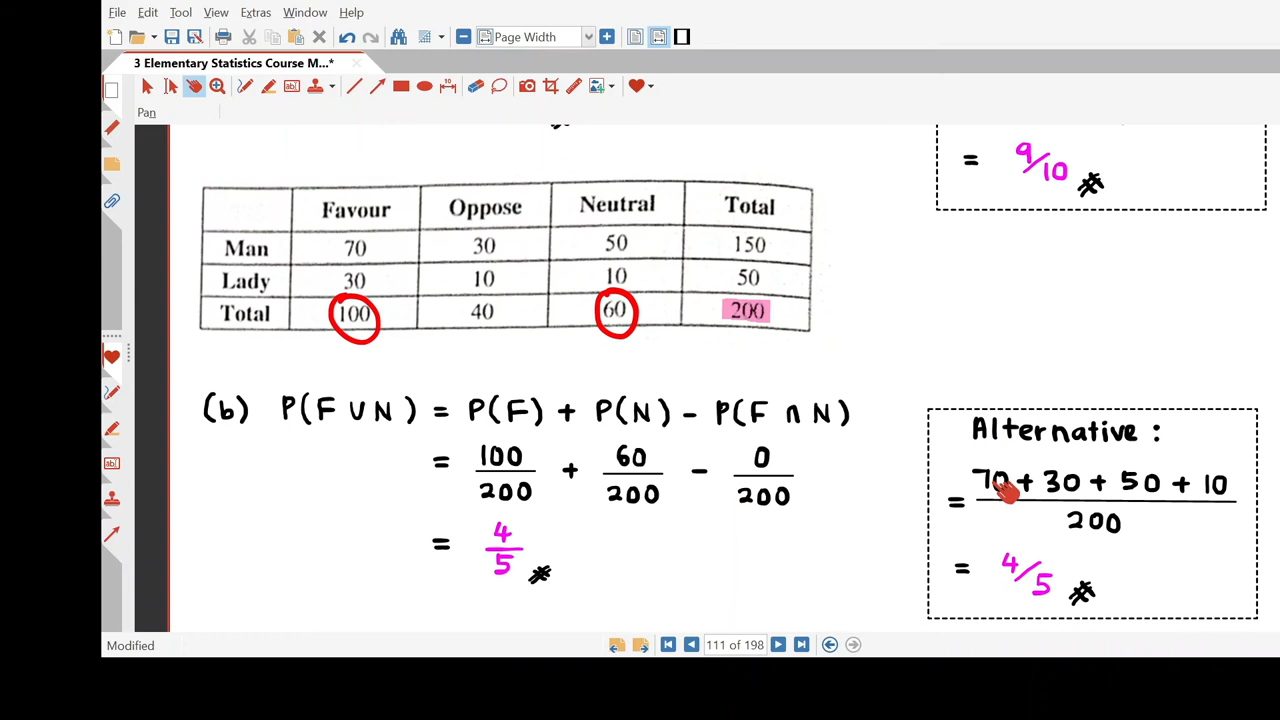 File Edit Tool View Extras Window Help
Page Width
3 Elementary Statistics Course M...*
Pan
= 9/10 #
Favour Oppose Neutral Total
Man 70 30 50 150
Lady 30 10 10 50
Total 100 40 60 200
(b) P(F ∪ N) = P(F) + P(N) - P(F ∩ N)
= 100/200 + 60/200 - 0/200
= 4/5 #
Alternative :
= 70 + 30 + 50 + 10 / 200
= 4/5 #
Modified
111 of 198